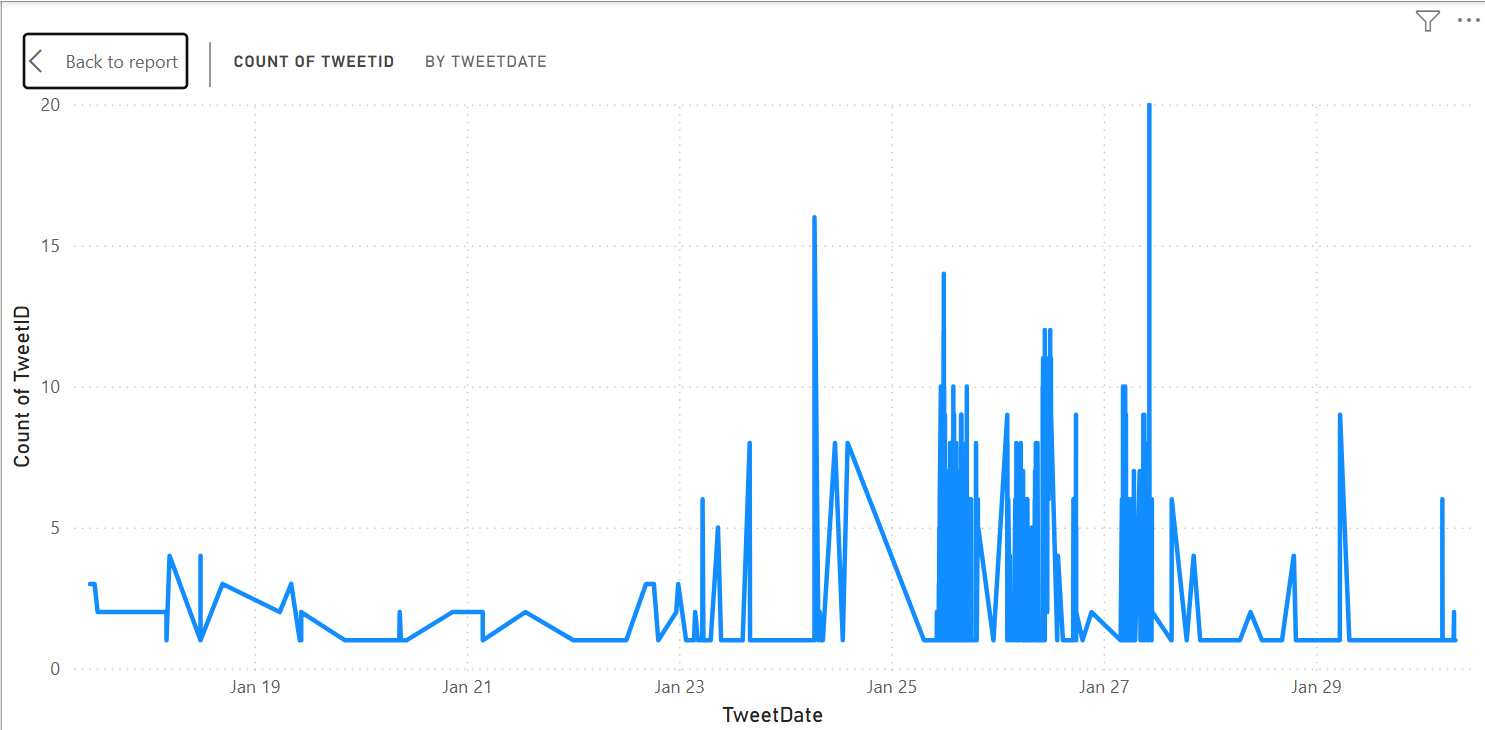 Back to report
COUNT OF TWEETID
BY TWEETDATE
20
15
10
5
0
Count of TweetID
Jan 19
Jan 21
Jan 23
Jan 25
Jan 27
Jan 29
TweetDate